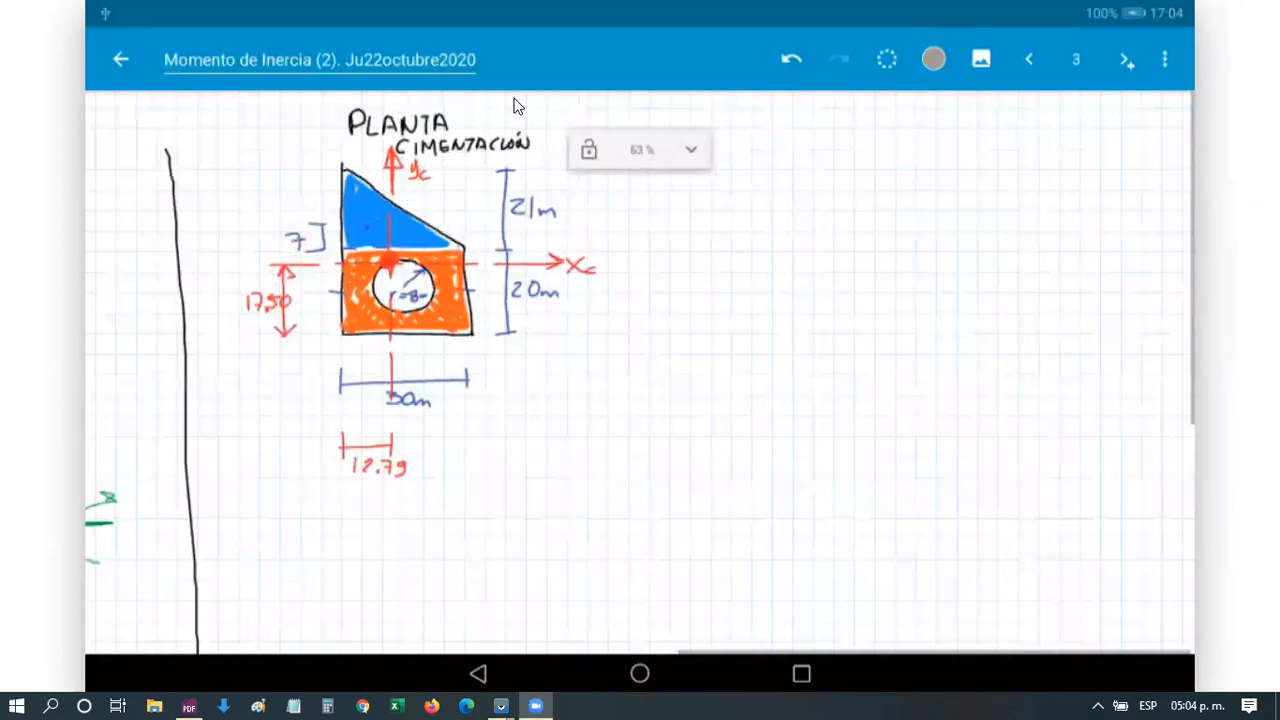 100% 17:04
Momento de Inercia (2). Ju22octubre2020
3
PLANTA
CIMENTACIÓN
63 %
yc
21m
7
Xc
17,50
r=8m
20m
30m
12.79
ESP 05:04 p. m.